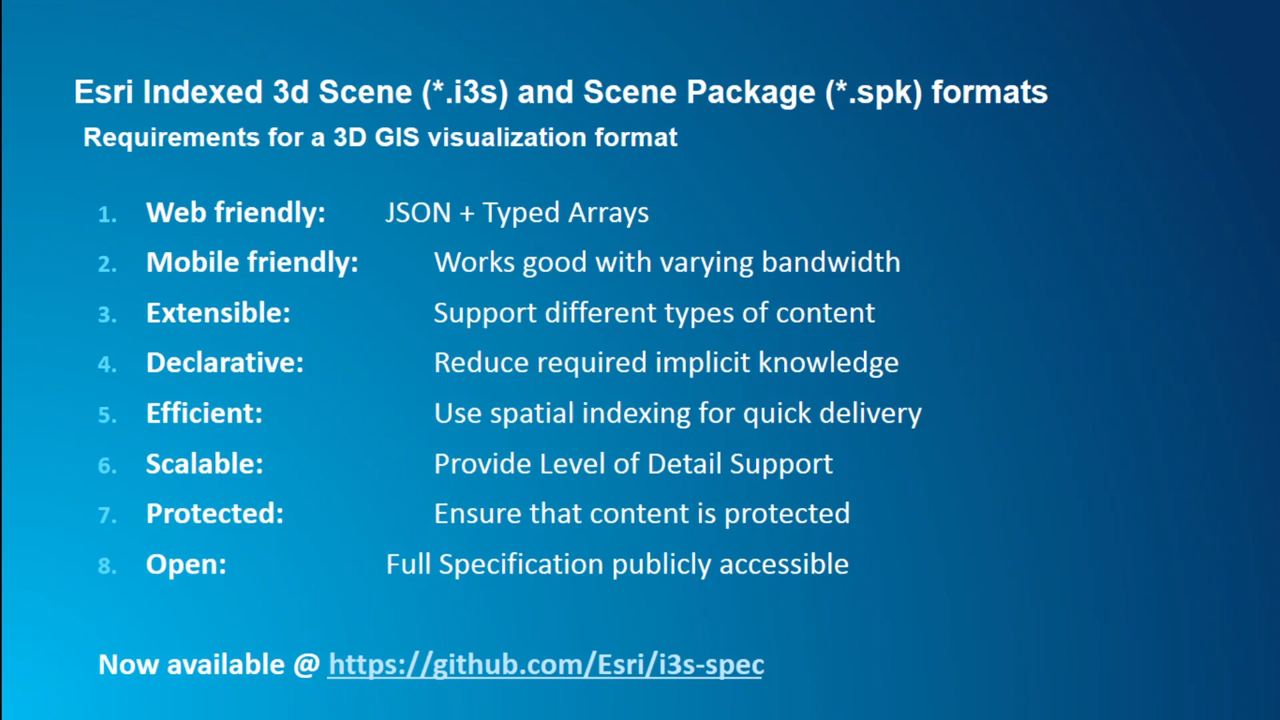 Esri Indexed 3d Scene (*.i3s) and Scene Package (*.spk) formats
Requirements for a 3D GIS visualization format
1. Web friendly: JSON + Typed Arrays
2. Mobile friendly: Works good with varying bandwidth
3. Extensible: Support different types of content
4. Declarative: Reduce required implicit knowledge
5. Efficient: Use spatial indexing for quick delivery
6. Scalable: Provide Level of Detail Support
7. Protected: Ensure that content is protected
8. Open: Full Specification publicly accessible
Now available @ https://github.com/Esri/i3s-spec